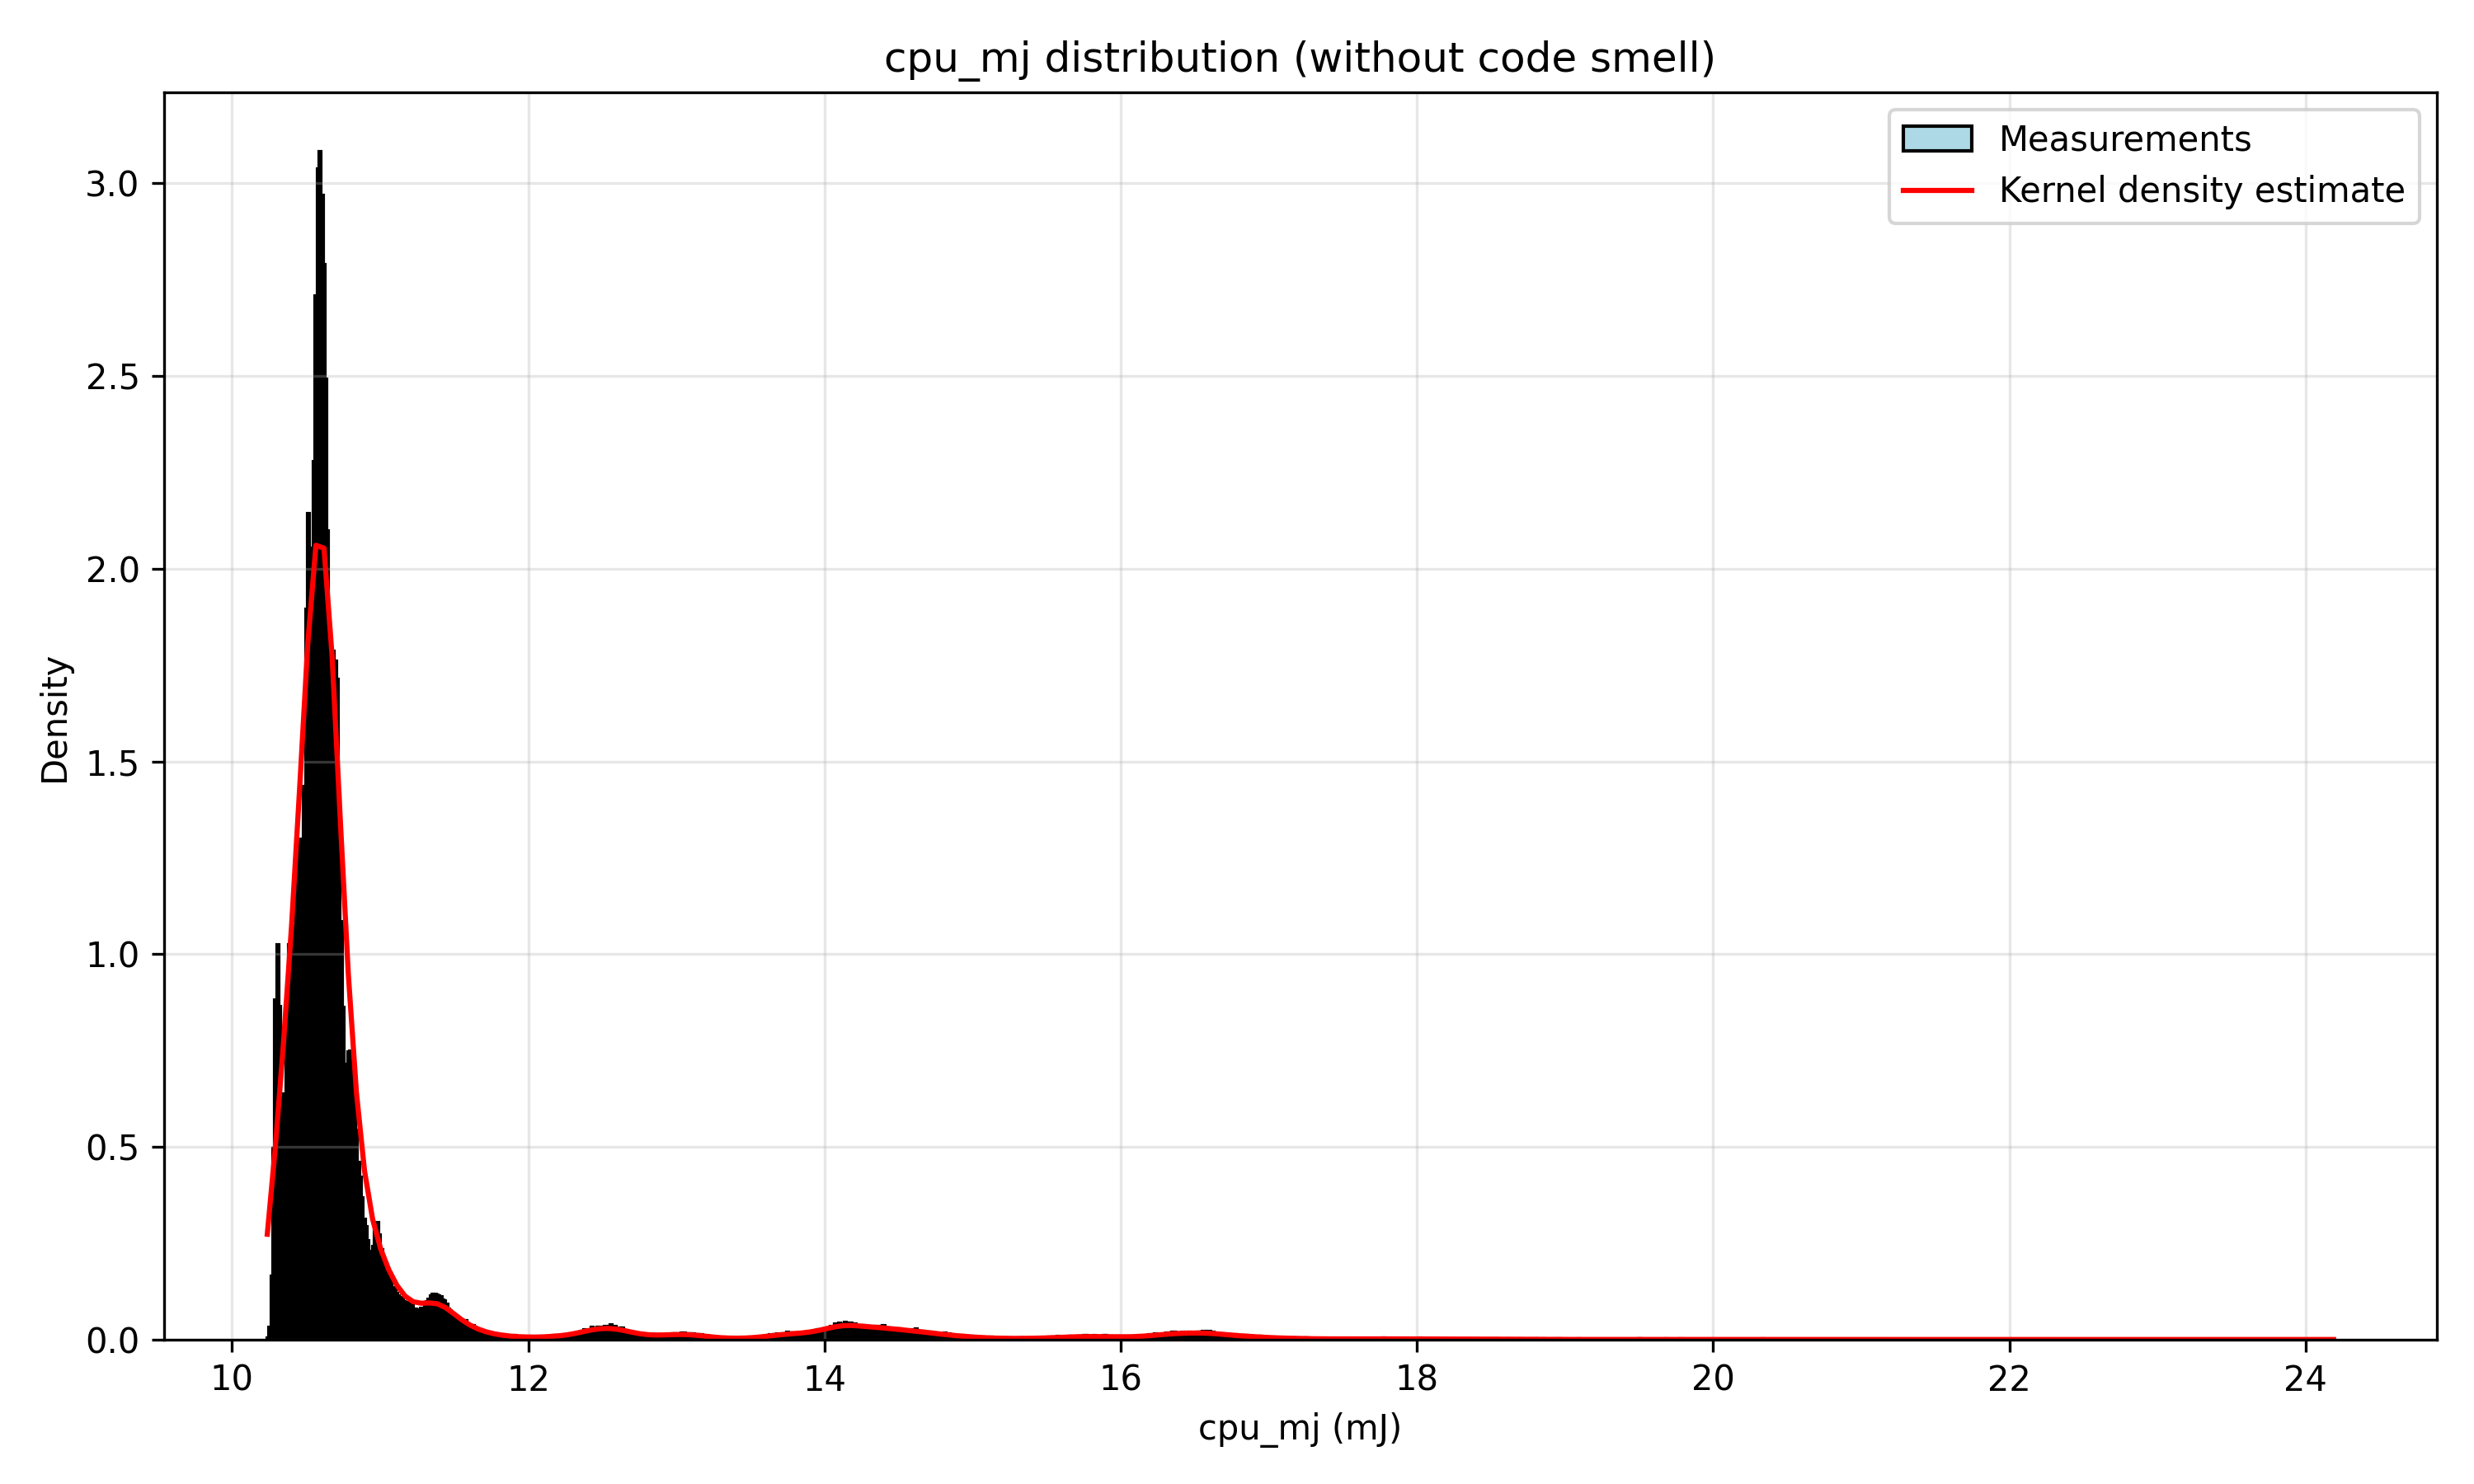 cpu_mj distribution (without code smell)
Measurements
Kernel density estimate
3.0
2.5
2.0
1.5
1.0
0.5
0.0
Density
10 12 14 16 18 20 22 24
cpu_mj (mJ)